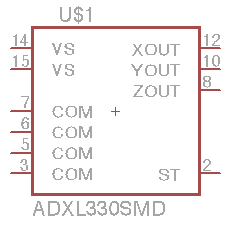 U$1
14 VS XOUT 12
15 VS YOUT 10
ZOUT 8
7 COM
6 COM
5 COM
3 COM ST 2
ADXL330SMD